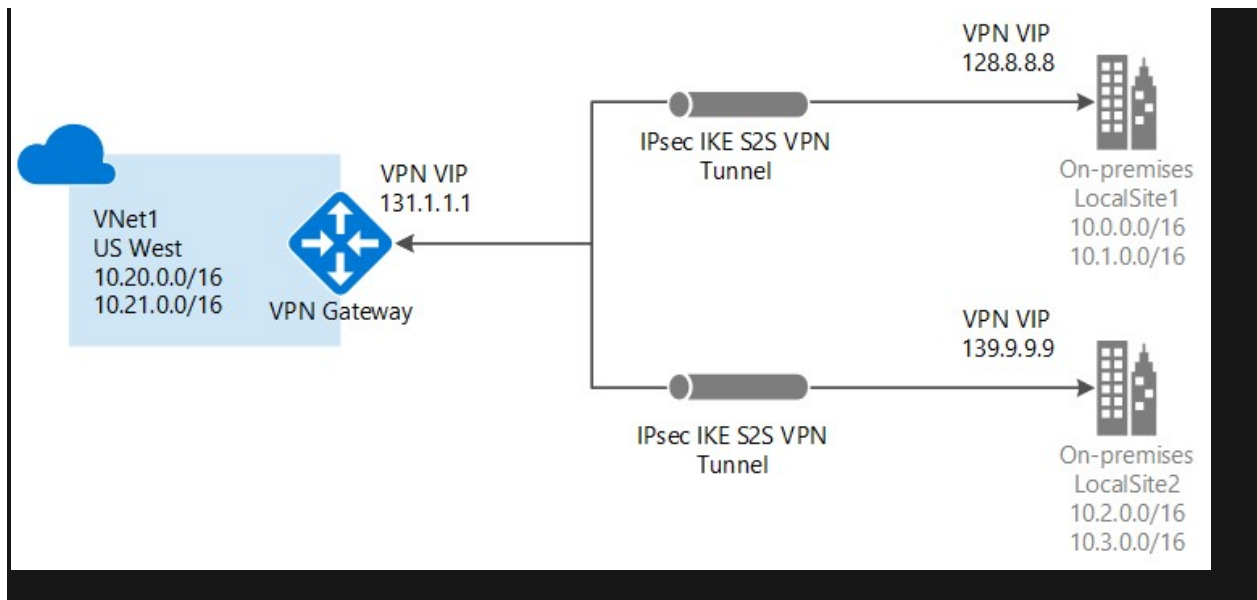 VPN VIP
128.8.8.8
IPsec IKE S2S VPN
Tunnel
On-premises
LocalSite1
10.0.0.0/16
10.1.0.0/16
VPN VIP
131.1.1.1
VNet1
US West
10.20.0.0/16
10.21.0.0/16
VPN Gateway
VPN VIP
139.9.9.9
IPsec IKE S2S VPN
Tunnel
On-premises
LocalSite2
10.2.0.0/16
10.3.0.0/16